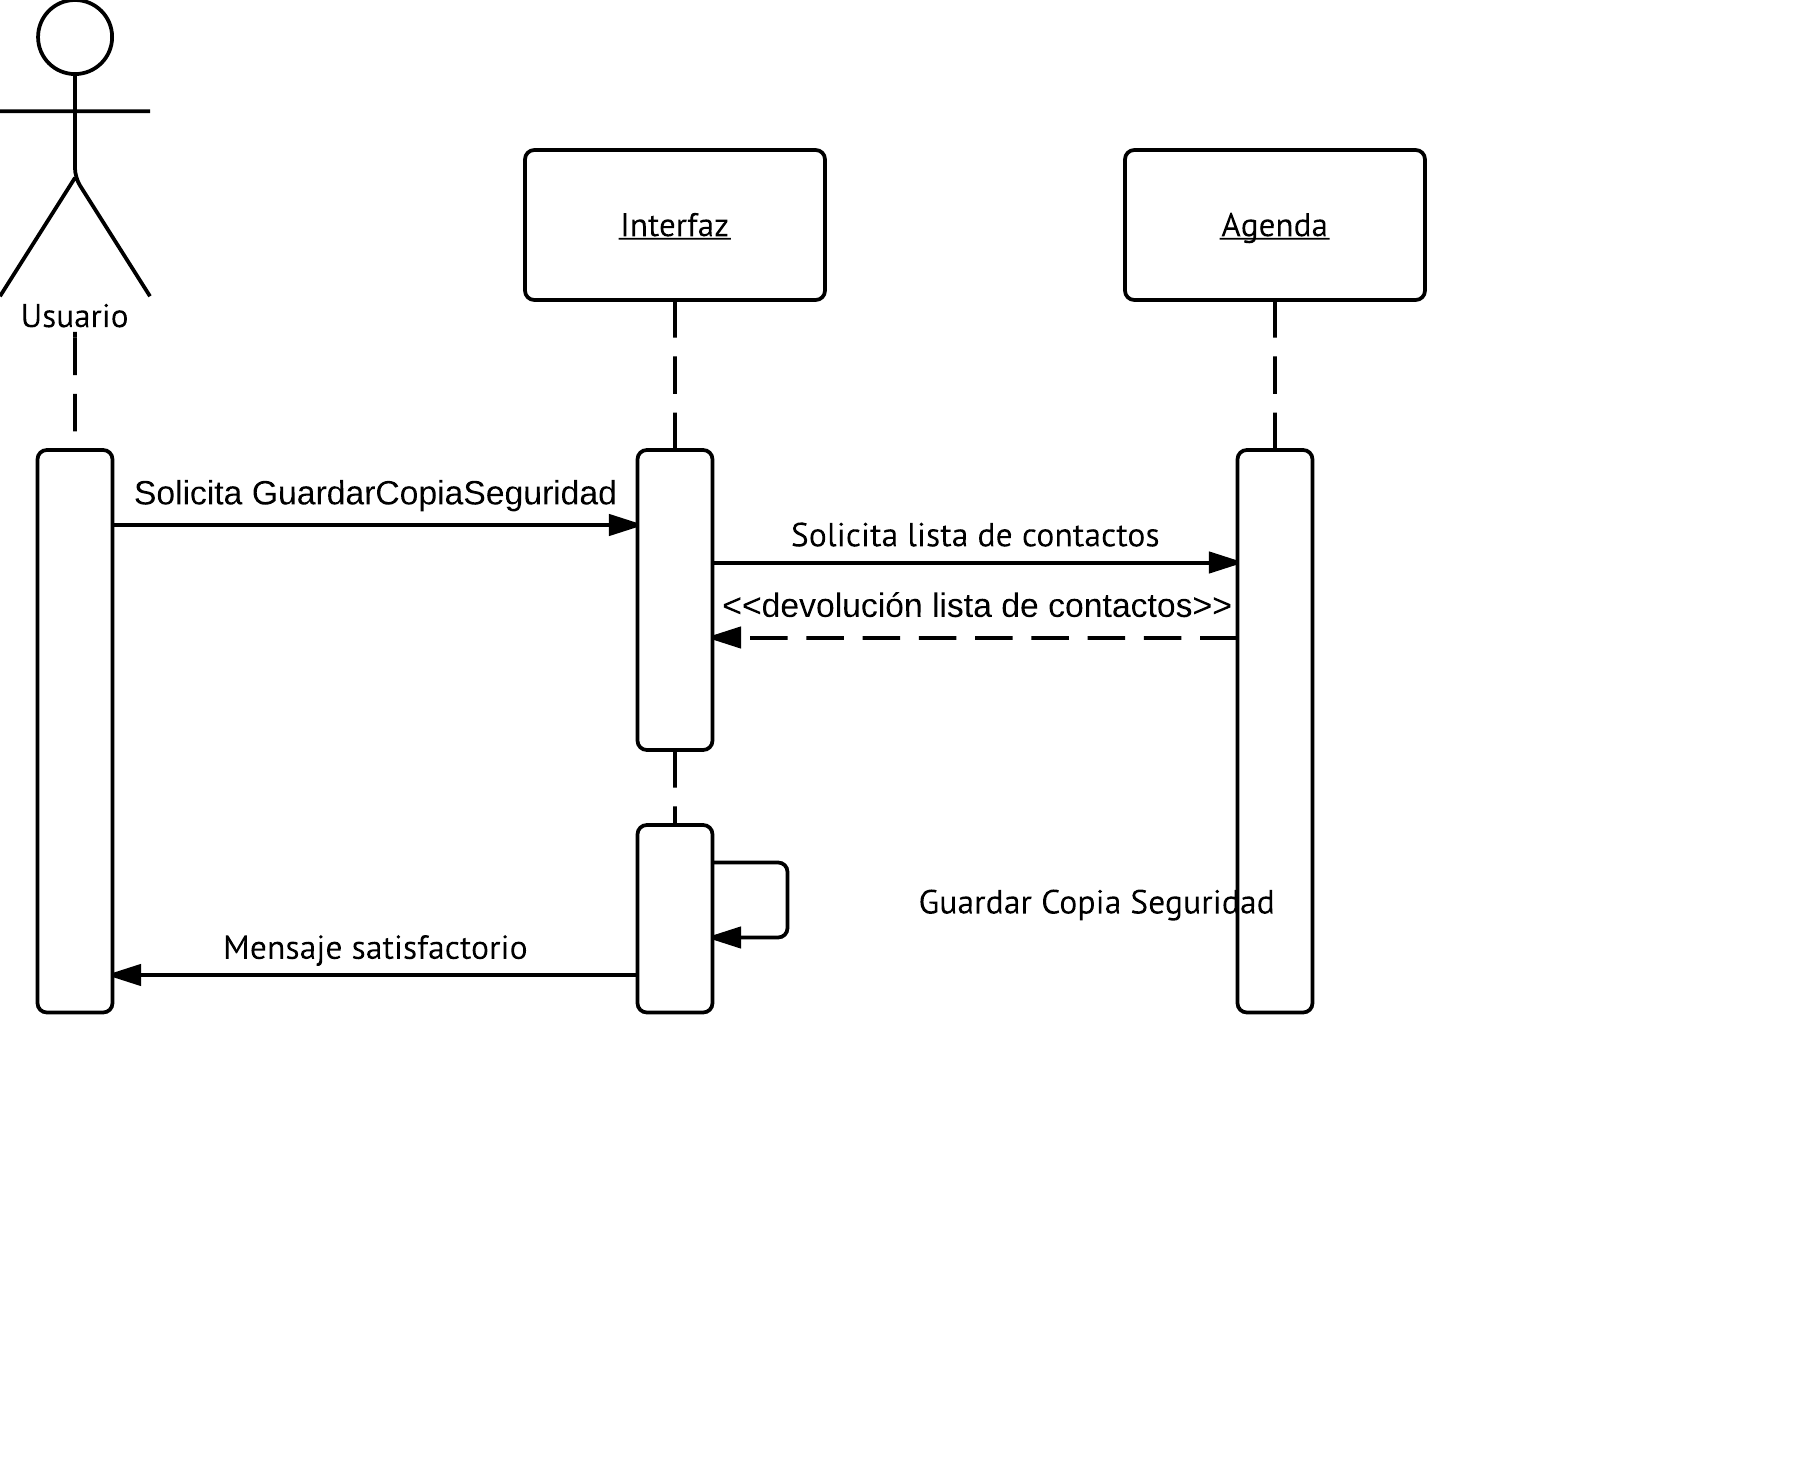 Interfaz
Agenda
Usuario
Solicita GuardarCopiaSeguridad
Solicita lista de contactos
<<devolución lista de contactos>>
Guardar Copia Seguridad
Mensaje satisfactorio